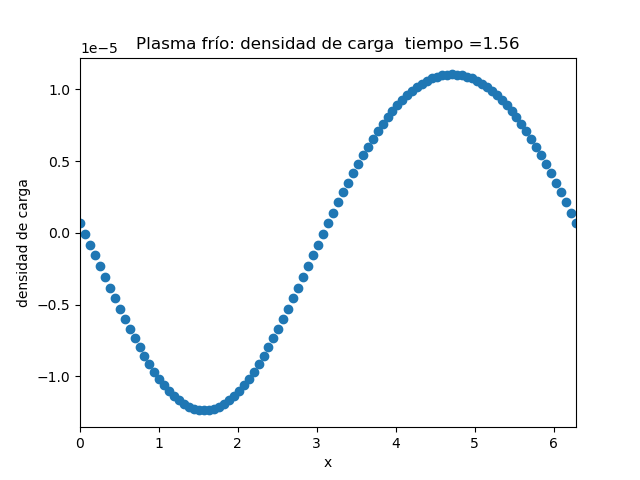 Plasma frío: densidad de carga  tiempo =1.56
1e−5
1.0
0.5
0.0
−0.5
−1.0
densidad de carga
0 1 2 3 4 5 6
x